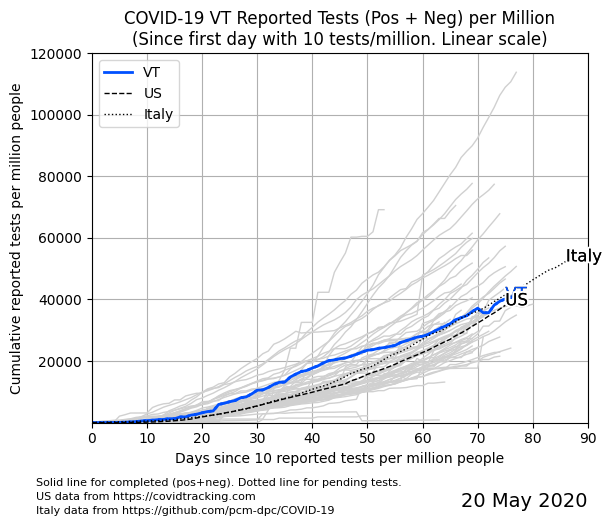 COVID-19 VT Reported Tests (Pos + Neg) per Million
(Since first day with 10 tests/million. Linear scale)
Cumulative reported tests per million people
120000
100000
80000
60000
40000
20000
VT
US
Italy
Italy
VT
US
0 10 20 30 40 50 60 70 80 90
Days since 10 reported tests per million people
Solid line for completed (pos+neg). Dotted line for pending tests.
US data from https://covidtracking.com
Italy data from https://github.com/pcm-dpc/COVID-19
20 May 2020